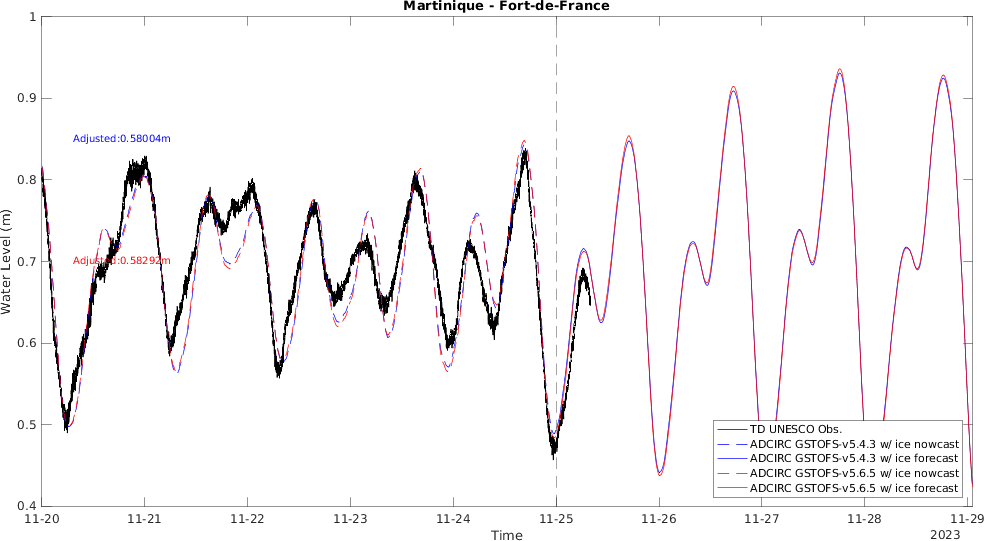 Martinique - Fort-de-France
1
0.9
0.8
0.7
0.6
0.5
0.4
Water Level (m)
Adjusted:0.58004m
Adjusted:0.58292m
TD UNESCO Obs.
ADCIRC GSTOFS-v5.4.3 w/ ice nowcast
ADCIRC GSTOFS-v5.4.3 w/ ice forecast
ADCIRC GSTOFS-v5.6.5 w/ ice nowcast
ADCIRC GSTOFS-v5.6.5 w/ ice forecast
11-20 11-21 11-22 11-23 11-24 11-25 11-26 11-27 11-28 11-29
Time
2023